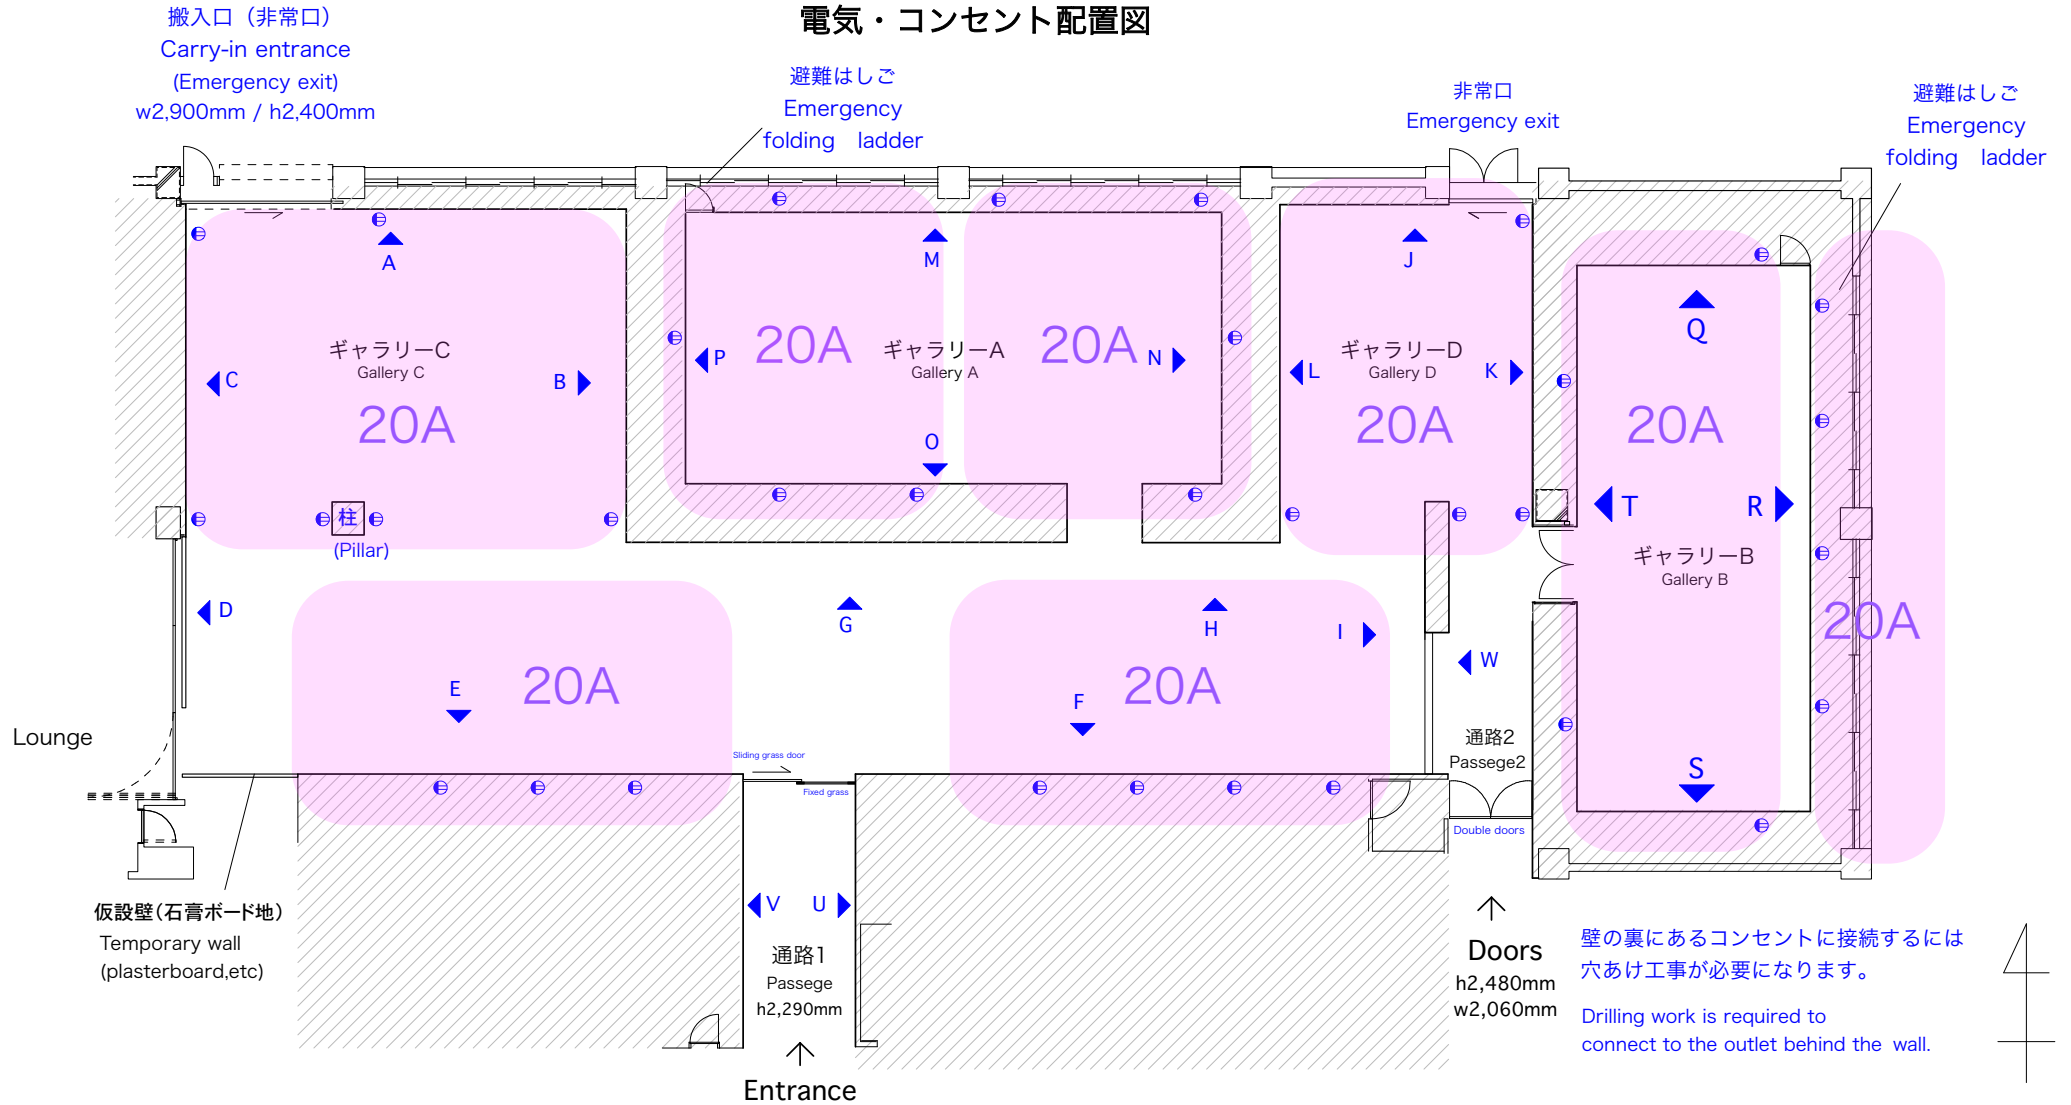 電気・コンセント配置図
搬入口（非常口）
Carry-in entrance
(Emergency exit)
w2,900mm / h2,400mm
避難はしご
Emergency
folding ladder
非常口
Emergency exit
避難はしご
Emergency
folding ladder
A
M
J
Q
ギャラリーC
Gallery C
20A
C
B
P
20A
ギャラリーA
Gallery A
20A
N
O
L
ギャラリーD
Gallery D
K
20A
20A
T
R
ギャラリーB
Gallery B
20A
S
柱
(Pillar)
D
E
20A
G
H
I
F
20A
W
Lounge
Sliding grass door
Fixed grass
通路2
Passege2
Double doors
仮設壁（石膏ボード地）
Temporary wall
(plasterboard,etc)
V
U
通路1
Passege
h2,290mm
Entrance
Doors
h2,480mm
w2,060mm
壁の裏にあるコンセントに接続するには
穴あけ工事が必要になります。
Drilling work is required to
connect to the outlet behind the wall.